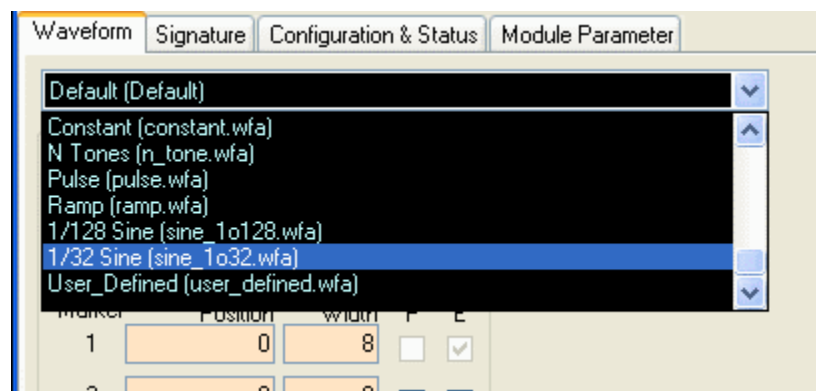 Waveform Signature Configuration & Status Module Parameter
Default (Default)
Constant (constant.wfa)
N Tones (n_tone.wfa)
Pulse (pulse.wfa)
Ramp (ramp.wfa)
1/128 Sine (sine_1o128.wfa)
1/32 Sine (sine_1o32.wfa)
User_Defined (user_defined.wfa)
Marker Position Width F E
1 0 8